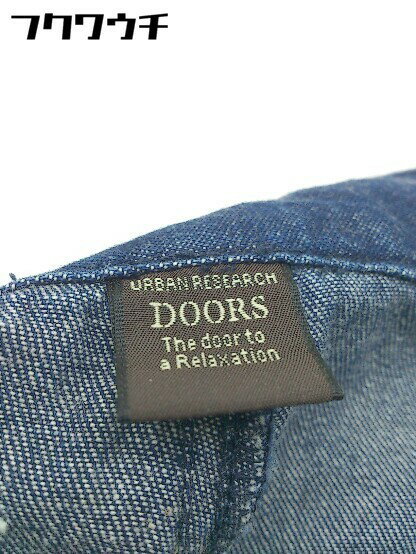 フクワウチ
URBAN RESEARCH
DOORS
The door to
a Relaxation